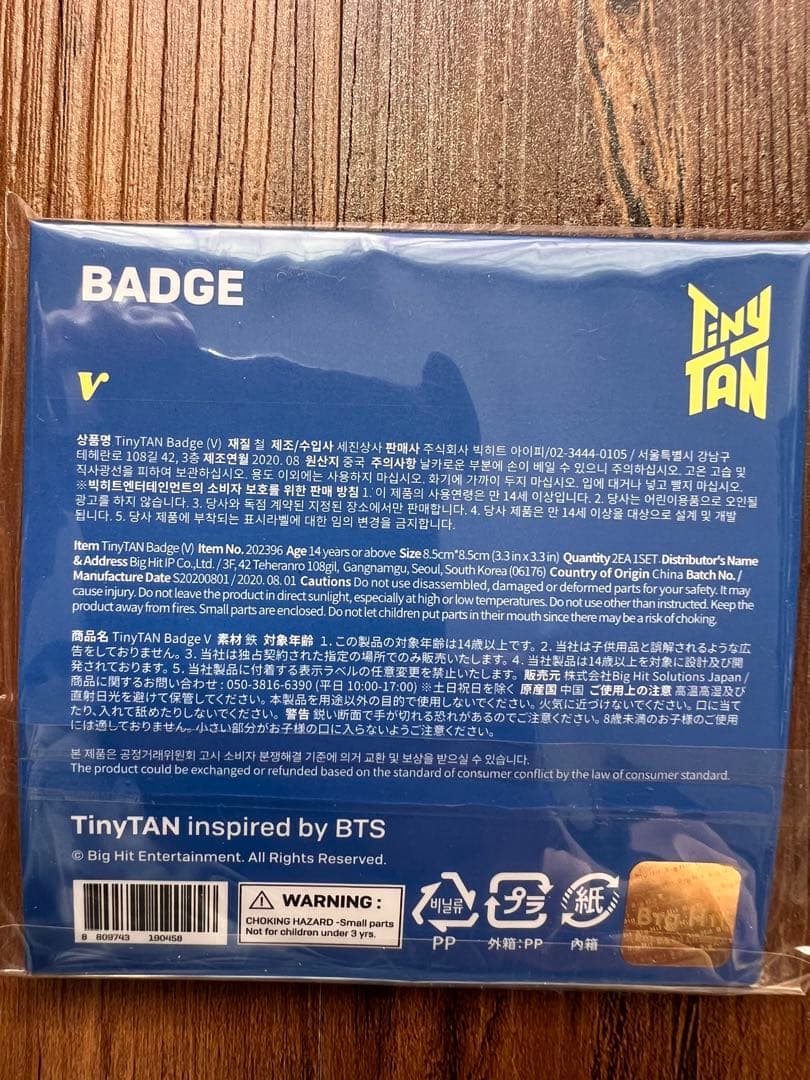 BADGE
TiNY
TAN
v
상품명 TinyTAN Badge (V) 재질 철 제조/수입사 세진상사 판매사 주식회사 빅히트 아이피/02-3444-0105 / 서울특별시 강남구
테헤란로 108길 42, 3층 제조연월 2020. 08 원산지 중국 주의사항 날카로운 부분에 손이 베일 수 있으니 주의하십시오. 고온 고습 및
직사광선을 피하여 보관하십시오. 용도 이외에는 사용하지 마십시오. 화기에 가까이 두지 마십시오. 입에 대거나 넣고 빨지 마십시오.
※빅히트엔터테인먼트의 소비자 보호를 위한 판매 방침 1. 이 제품의 사용연령은 만 14세 이상입니다. 2. 당사는 어린이용품으로 오인될
광고를 하지 않습니다. 3. 당사와 독점 계약된 지정된 장소에서만 판매합니다. 4. 당사 제품은 만 14세 이상을 대상으로 설계 및 개발
됩니다. 5. 당사 제품에 부착되는 표시라벨에 대한 임의 변경을 금지합니다.
Item TinyTAN Badge (V) Item No. 202396 Age 14 years or above Size 8.5cm*8.5cm (3.3 in x 3.3 in) Quantity 2EA 1SET Distributor's Name
& Address Big Hit IP Co.,Ltd. / 3F, 42 Teheranro 108gil, Gangnamgu, Seoul, South Korea (06176) Country of Origin China Batch No. /
Manufacture Date S20200801 / 2020. 08. 01 Cautions Do not use disassembled, damaged or deformed parts for your safety. It may
cause injury. Do not leave the product in direct sunlight, especially at high or low temperatures. Do not use other than instructed. Keep the
product away from fires. Small parts are enclosed. Do not let children put parts in their mouth since there may be a risk of choking.
商品名 TinyTAN Badge V 素材 鉄 対象年齢 1. この製品の対象年齢は14歳以上です。2. 当社は子供用品と誤解されるような広
告をしておりません。3. 当社は独占契約された指定の場所でのみ販売いたします。4. 当社製品は14歳以上を対象に設計及び開
発されております。5. 当社製品に付着する表示ラベルの任意変更を禁止いたします。販売元 株式会社Big Hit Solutions Japan /
商品に関するお問い合わせ : 050-3816-6390 (平日 10:00-17:00) ※土日祝日を除く 原産国 中国 ご使用上の注意 高温高湿及び
直射日光を避けて保管してください。本製品を用途以外の目的で使用しないでください。火気に近づけないでください。口に当て
たり、入れて舐めたりしないでください。警告 鋭い断面で手が切れる恐れがあるのでご注意ください。8歳未満のお子様のご使用
には適しておりません。小さい部分がお子様の口に入らないようご注意ください。
본 제품은 공정거래위원회 고시 소비자 분쟁해결 기준에 의거 교환 및 보상을 받으실 수 있습니다.
The product could be exchanged or refunded based on the standard of consumer conflict by the law of consumer standard.
TinyTAN inspired by BTS
© Big Hit Entertainment. All Rights Reserved.
8 809743 190458
WARNING :
CHOKING HAZARD -Small parts
Not for children under 3 yrs.
비닐류
PP
プラ
外箱:PP
紙
内箱
Big Hit